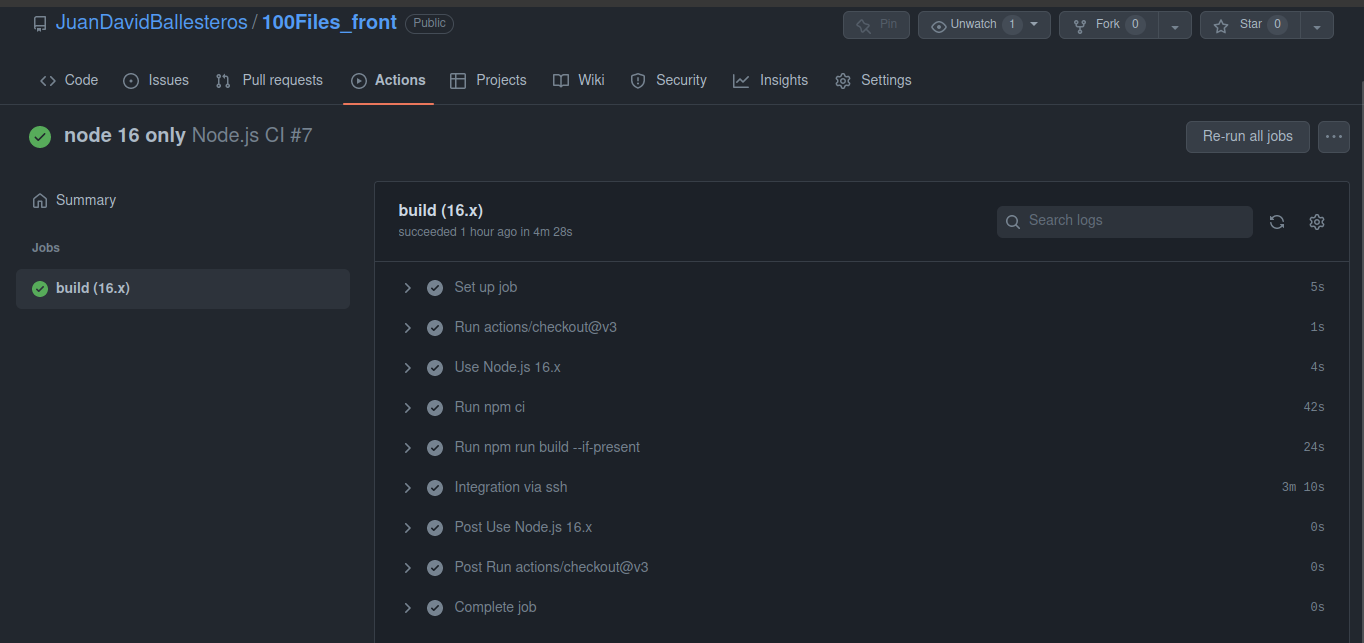 JuanDavidBallesteros / 100Files_front Public Pin Unwatch 1 Fork 0 Star 0
Code Issues Pull requests Actions Projects Wiki Security Insights Settings
node 16 only Node.js CI #7 Re-run all jobs ...
Summary
Jobs
build (16.x)
build (16.x)
succeeded 1 hour ago in 4m 28s
Search logs
Set up job 5s
Run actions/checkout@v3 1s
Use Node.js 16.x 4s
Run npm ci 42s
Run npm run build --if-present 24s
Integration via ssh 3m 10s
Post Use Node.js 16.x 0s
Post Run actions/checkout@v3 0s
Complete job 0s